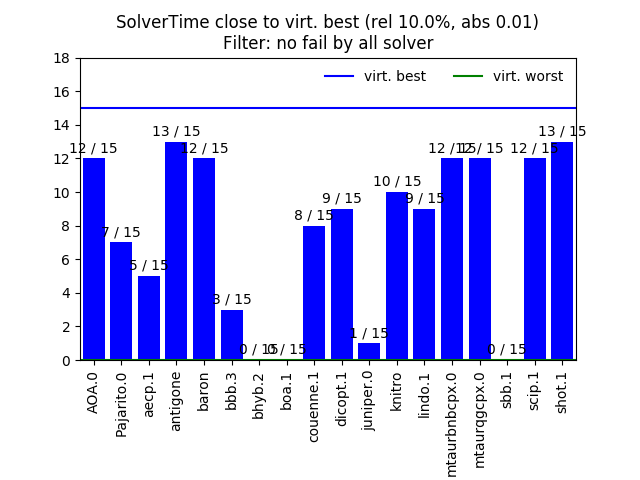 SolverTime close to virt. best (rel 10.0%, abs 0.01)
Filter: no fail by all solver
virt. best
virt. worst
18
16
14
12
10
8
6
4
2
0
12 / 15
7 / 15
5 / 15
13 / 15
12 / 15
3 / 15
0 / 15
0 / 15
8 / 15
9 / 15
1 / 15
10 / 15
9 / 15
12 / 15
12 / 15
0 / 15
12 / 15
13 / 15
AOA.0
Pajarito.0
aecp.1
antigone
baron
bbb.3
bhyb.2
boa.1
couenne.1
dicopt.1
juniper.0
knitro
lindo.1
mtaurbnbcpx.0
mtaurqgcpx.0
sbb.1
scip.1
shot.1